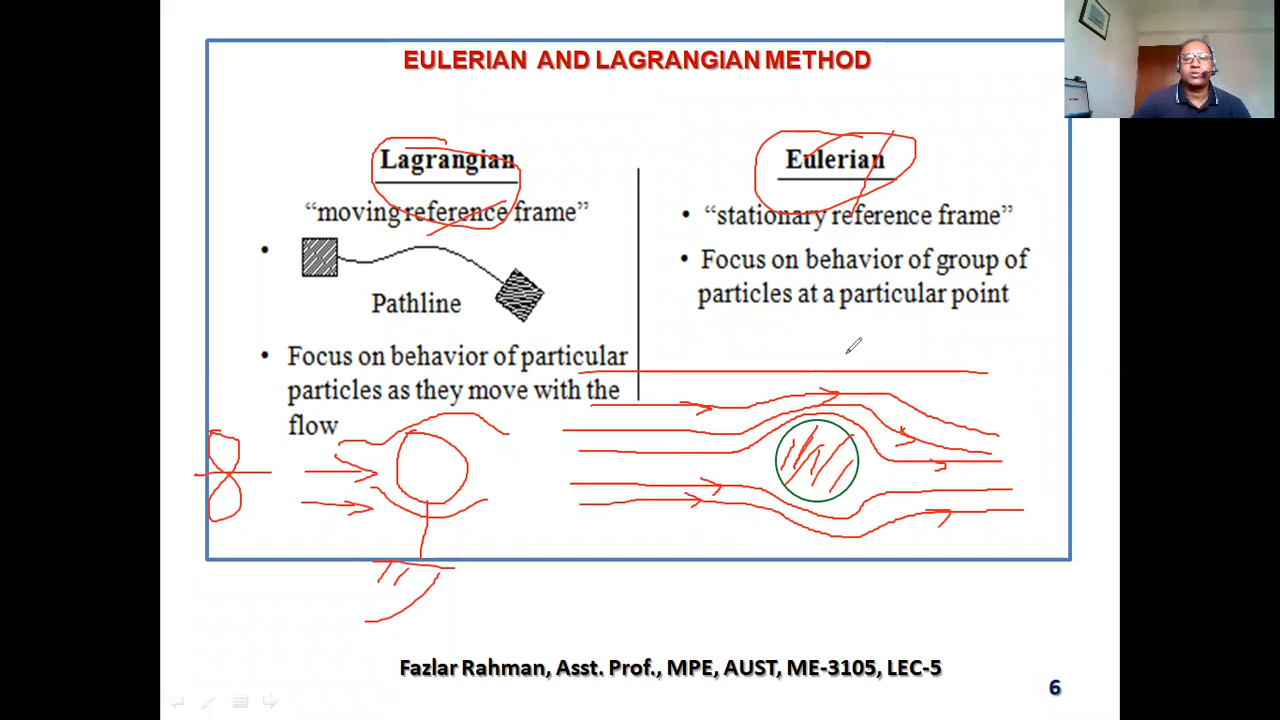 EULERIAN AND LAGRANGIAN METHOD
Lagrangian
“moving reference frame”
•
Pathline
• Focus on behavior of particular
particles as they move with the
flow
Eulerian
• “stationary reference frame”
• Focus on behavior of group of
particles at a particular point
Fazlar Rahman, Asst. Prof., MPE, AUST, ME-3105, LEC-5
6